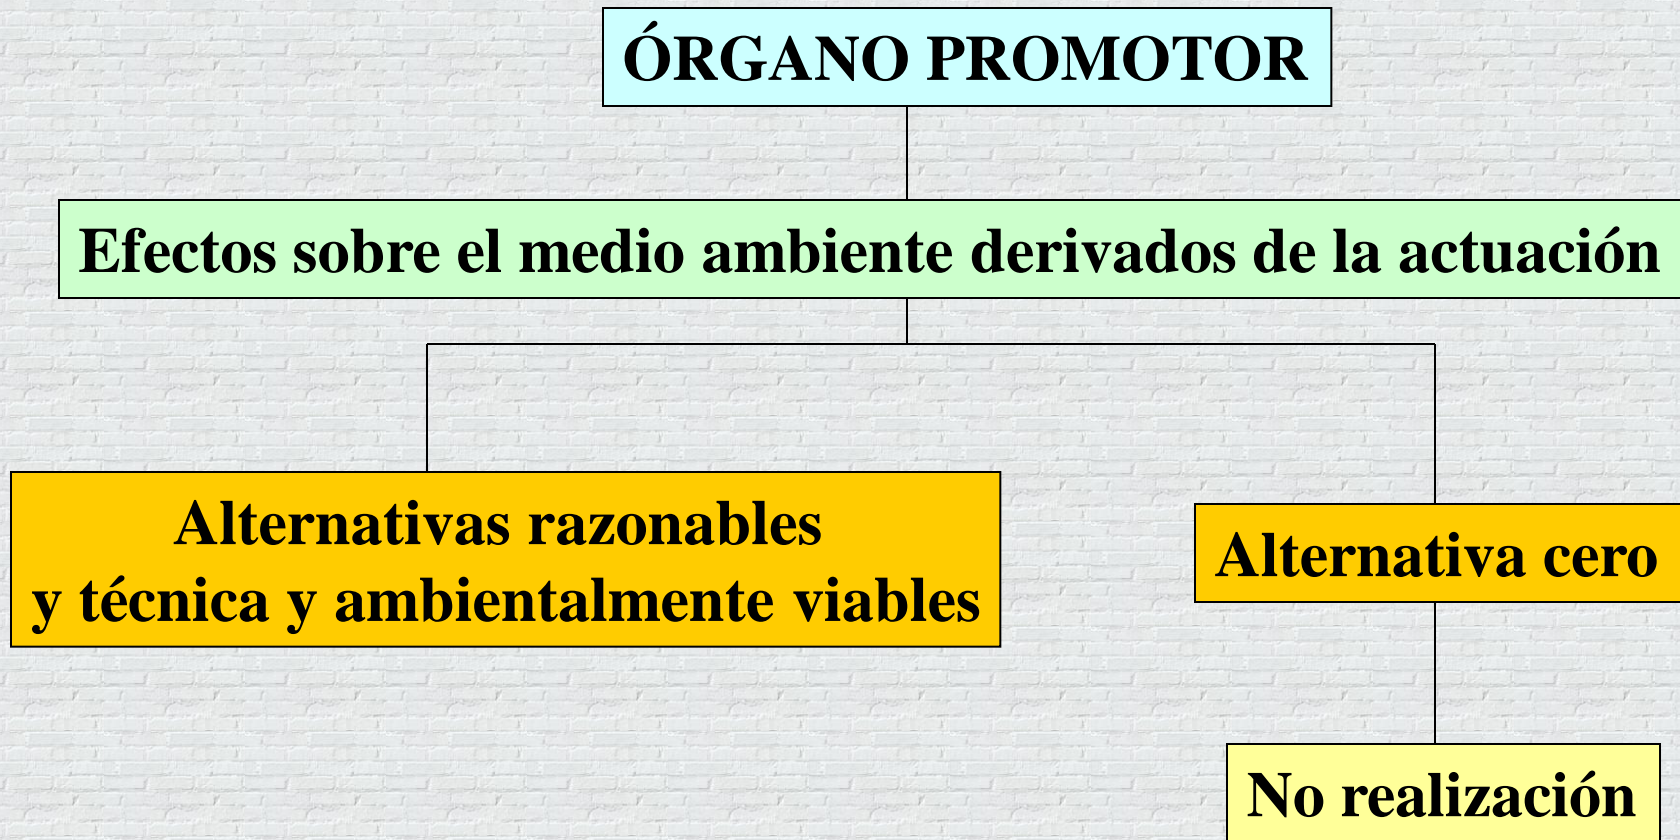 ÓRGANO PROMOTOR
Efectos sobre el medio ambiente derivados de la actuación
Alternativas razonables
y técnica y ambientalmente viables
Alternativa cero
No realización